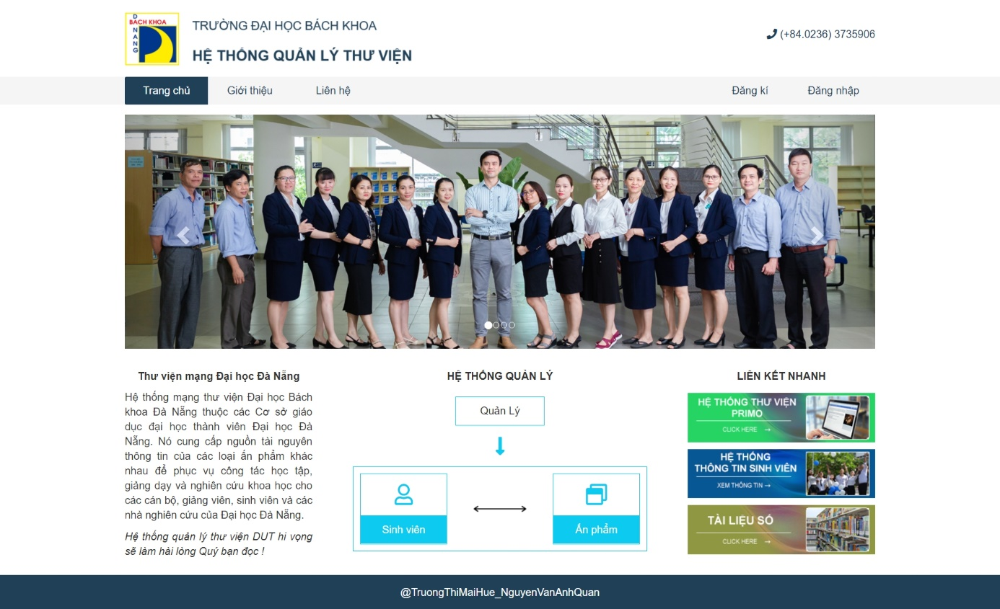 ĐÀ NẴNG
BÁCH KHOA
TRƯỜNG ĐẠI HỌC BÁCH KHOA
HỆ THỐNG QUẢN LÝ THƯ VIỆN
(+84.0236) 3735906
Trang chủ
Giới thiệu
Liên hệ
Đăng kí
Đăng nhập
Thư viện mạng Đại học Đà Nẵng
Hệ thống mạng thư viện Đại học Bách
khoa Đà Nẵng thuộc các Cơ sở giáo
dục đại học thành viên Đại học Đà
Nẵng. Nó cung cấp nguồn tài nguyên
thông tin của các loại ấn phẩm khác
nhau để phục vụ công tác học tập,
giảng dạy và nghiên cứu khoa học cho
các cán bộ, giảng viên, sinh viên và các
nhà nghiên cứu của Đại học Đà Nẵng.
Hệ thống quản lý thư viện DUT hi vọng
sẽ làm hài lòng Quý bạn đọc !
HỆ THỐNG QUẢN LÝ
Quản Lý
Sinh viên
Ấn phẩm
LIÊN KẾT NHANH
HỆ THỐNG THƯ VIỆN
PRIMO
CLICK HERE →
HỆ THỐNG
THÔNG TIN SINH VIÊN
XEM THÔNG TIN →
TÀI LIỆU SỐ
CLICK HERE →
@TruongThiMaiHue_NguyenVanAnhQuan